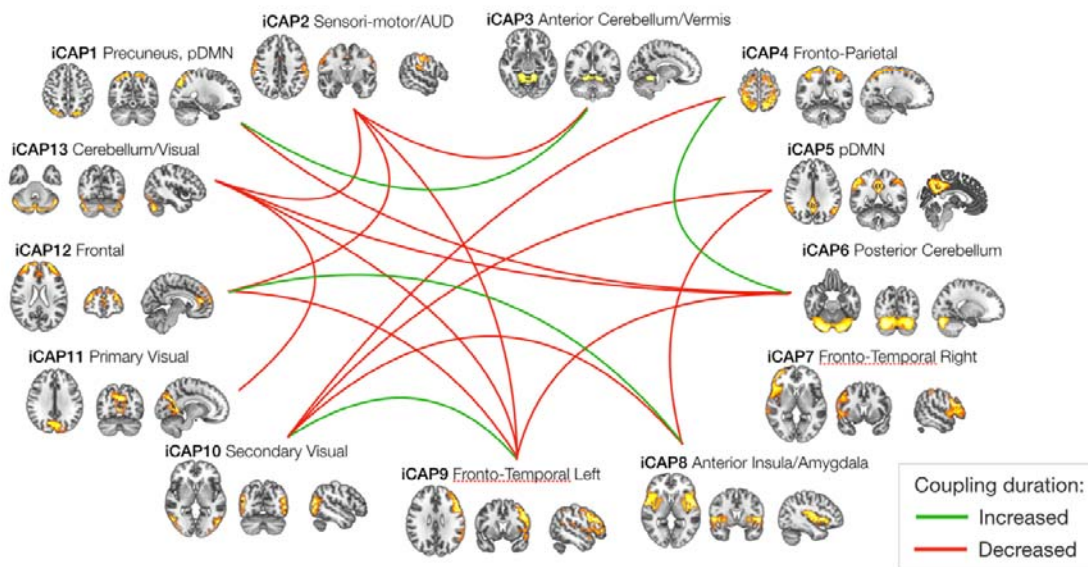 iCAP2 Sensori-motor/AUD
iCAP3 Anterior Cerebellum/Vermis
iCAP1 Precuneus, pDMN
iCAP4 Fronto-Parietal
iCAP13 Cerebellum/Visual
iCAP5 pDMN
iCAP12 Frontal
iCAP6 Posterior Cerebellum
iCAP11 Primary Visual
iCAP7 Fronto-Temporal Right
iCAP10 Secondary Visual
iCAP9 Fronto-Temporal Left
iCAP8 Anterior Insula/Amygdala
Coupling duration:
Increased
Decreased